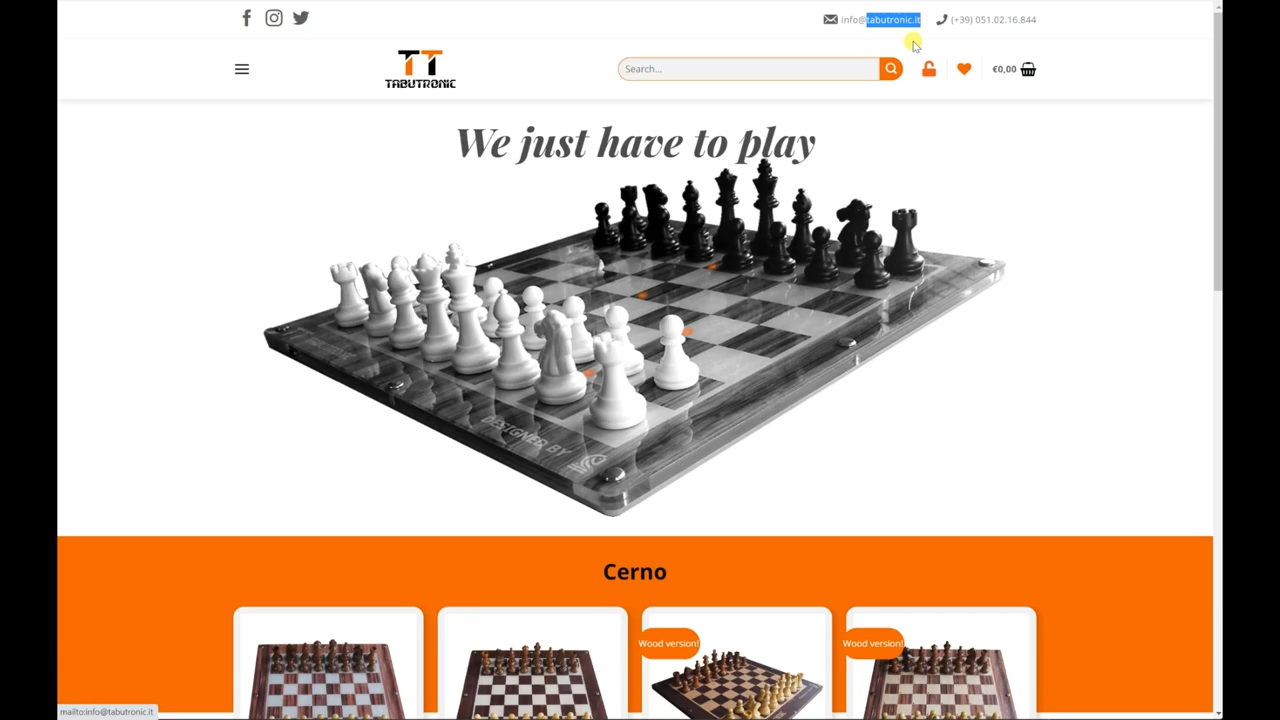 info@tabutronic.it
(+39) 051.02.16.844
TT
TABUTRONIC
Search...
€0,00
We just have to play
DESIGNED BY
Cerno
Wood version!
Wood version!
mailto:info@tabutronic.it